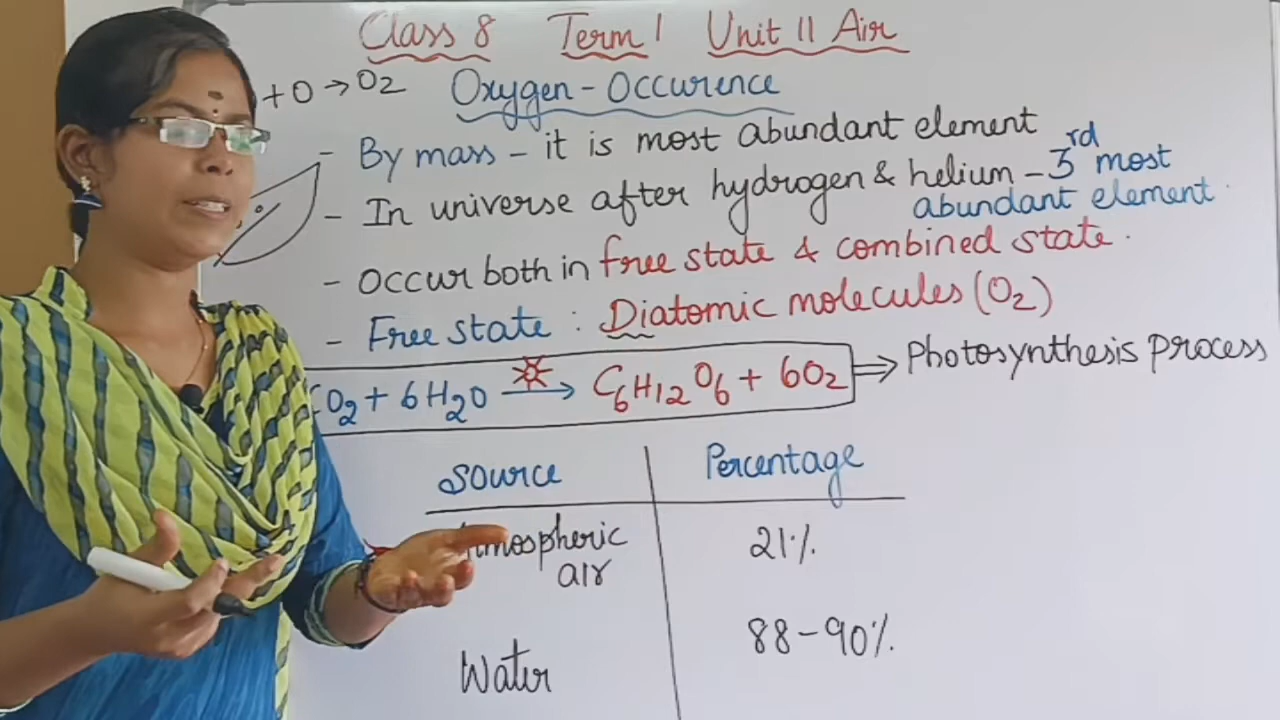 Class 8 Term 1 Unit 11 Air
+ O → O2
Oxygen - Occurence
- By mass - it is most abundant element
- In universe after hydrogen & helium - 3rd most
abundant element.
- Occur both in free state & combined state.
- Free state : Diatomic molecules (O2)
O2 + 6H2O → C6H12O6 + 6O2 ⇒ Photosynthesis Process
Source Percentage
Atmospheric 21%
air
Water 88-90%